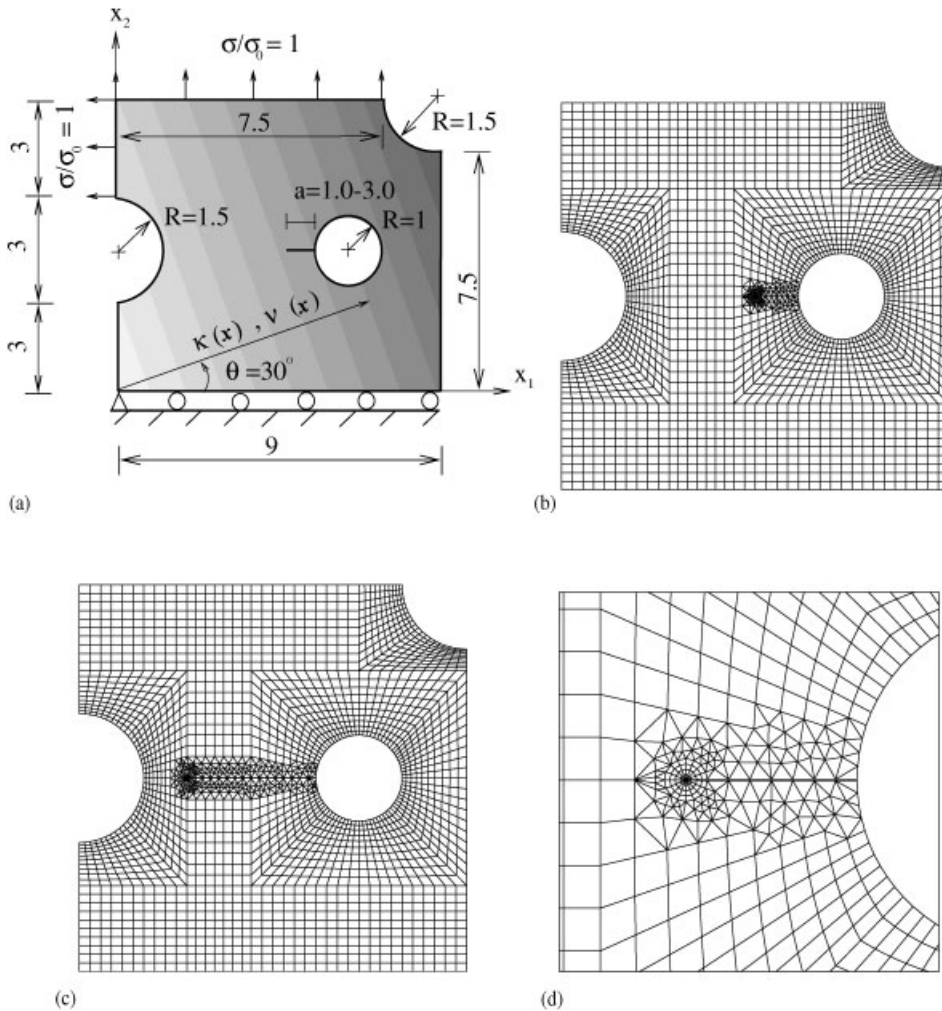 x₂
σ/σ₀ = 1
σ/σ₀ = 1
7.5
R=1.5
3
a=1.0-3.0
R=1.5
R=1
3
7.5
κ(x) , ν (x)
3
θ =30°
x₁
9
(a)
(b)
(c)
(d)